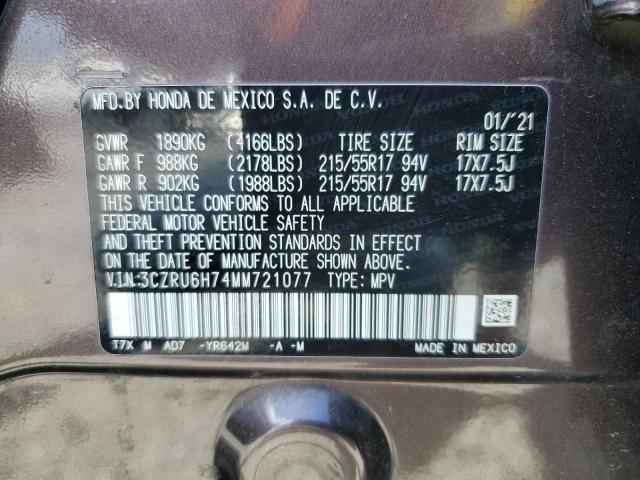 MFD.BY HONDA DE MEXICO S.A. DE C.V.
01/'21
GVWR 1890KG (4166LBS) TIRE SIZE RIM SIZE
GAWR F 988KG (2178LBS) 215/55R17 94V 17X7.5J
GAWR R 902KG (1988LBS) 215/55R17 94V 17X7.5J
THIS VEHICLE CONFORMS TO ALL APPLICABLE
FEDERAL MOTOR VEHICLE SAFETY
AND THEFT PREVENTION STANDARDS IN EFFECT
ON THE DATE OF MANUFACTURE SHOWN ABOVE.
V.I.N:3CZRU6H74MM721077 TYPE: MPV
T7X M AD7 -YR642M -A -M MADE IN MEXICO